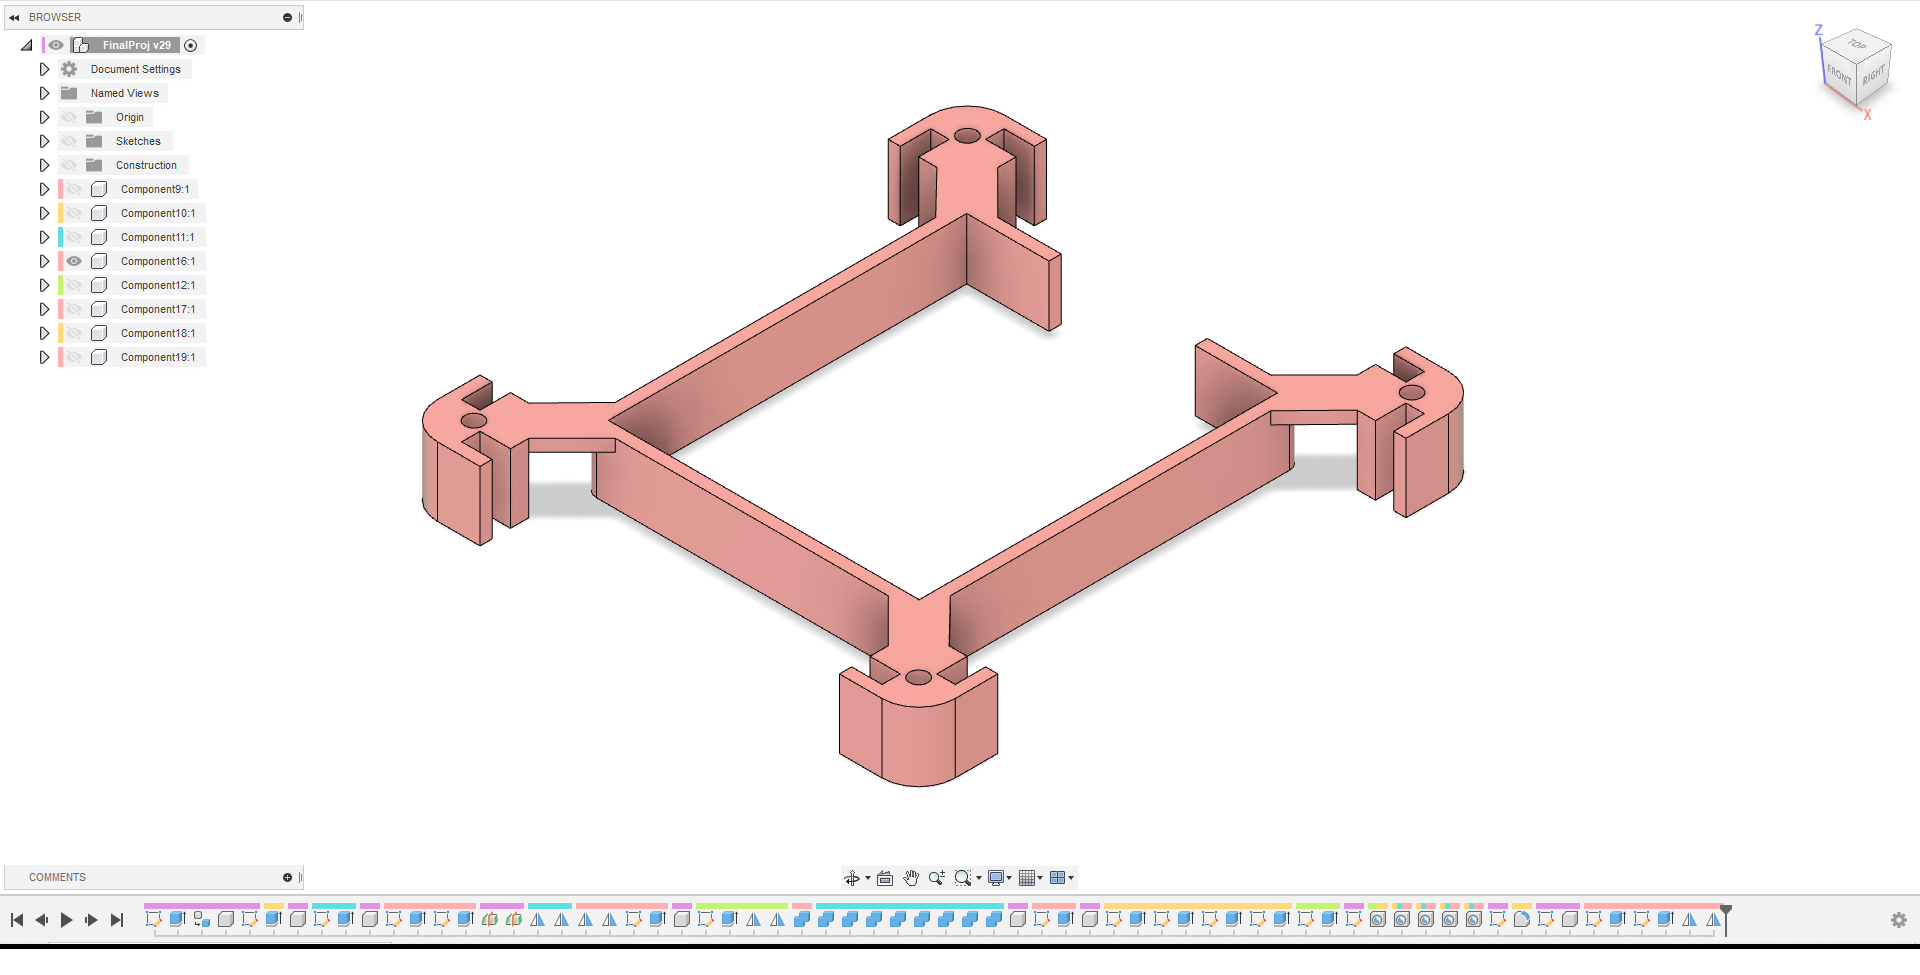 BROWSER
FinalProj v29
Document Settings
Named Views
Origin
Sketches
Construction
Component9:1
Component10:1
Component11:1
Component16:1
Component12:1
Component17:1
Component18:1
Component19:1
Z
TOP
FRONT
RIGHT
X
COMMENTS